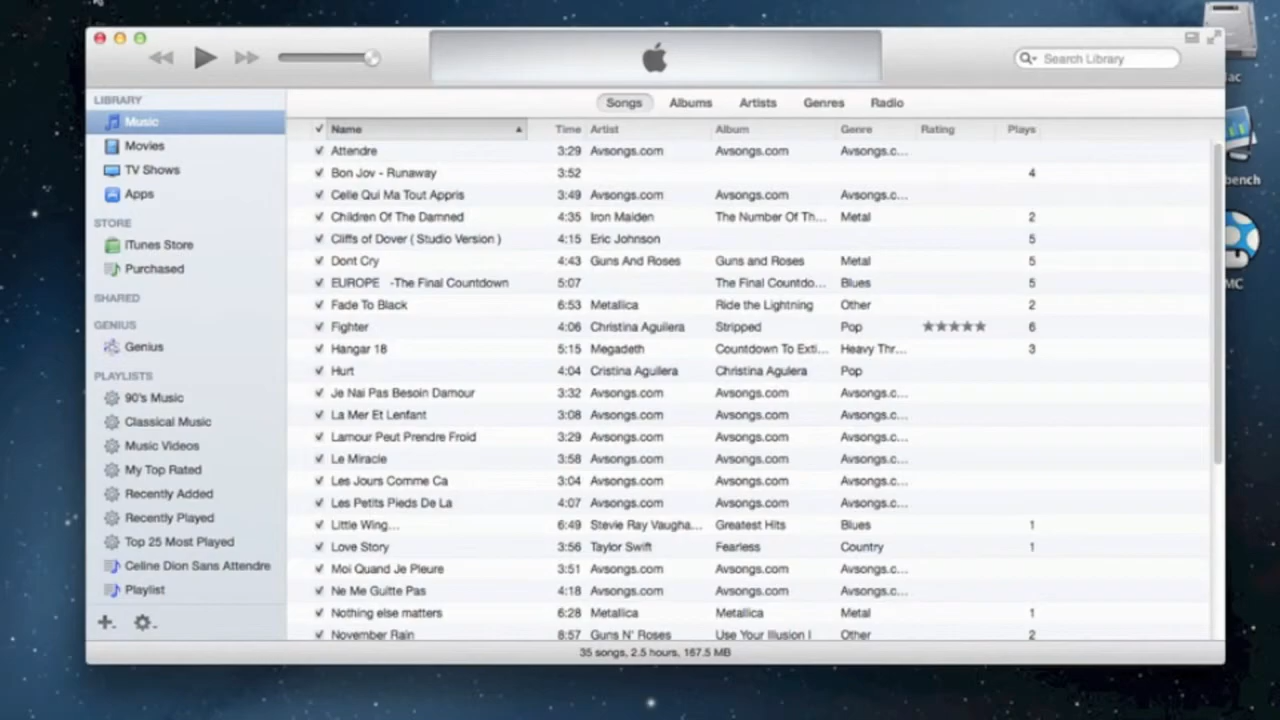 Search Library
LIBRARY
Music
Movies
TV Shows
Apps
STORE
iTunes Store
Purchased
SHARED
GENIUS
Genius
PLAYLISTS
90's Music
Classical Music
Music Videos
My Top Rated
Recently Added
Recently Played
Top 25 Most Played
Celine Dion Sans Attendre
Playlist
Songs Albums Artists Genres Radio
Name Time Artist Album Genre Rating Plays
Attendre 3:29 Avsongs.com Avsongs.com Avsongs.c...
Bon Jov - Runaway 3:52 4
Celle Qui Ma Tout Appris 3:49 Avsongs.com Avsongs.com Avsongs.c...
Children Of The Damned 4:35 Iron Maiden The Number Of Th... Metal 2
Cliffs of Dover ( Studio Version ) 4:15 Eric Johnson 5
Dont Cry 4:43 Guns And Roses Guns and Roses Metal 5
EUROPE -The Final Countdown 5:07 The Final Countdo... Blues 5
Fade To Black 6:53 Metallica Ride the Lightning Other 2
Fighter 4:06 Christina Aguilera Stripped Pop ★★★★★ 6
Hangar 18 5:15 Megadeth Countdown To Exti... Heavy Thr... 3
Hurt 4:04 Cristina Aguilera Christina Agulera Pop
Je Nai Pas Besoin Damour 3:32 Avsongs.com Avsongs.com Avsongs.c...
La Mer Et Lenfant 3:08 Avsongs.com Avsongs.com Avsongs.c...
Lamour Peut Prendre Froid 3:29 Avsongs.com Avsongs.com Avsongs.c...
Le Miracle 3:58 Avsongs.com Avsongs.com Avsongs.c...
Les Jours Comme Ca 3:04 Avsongs.com Avsongs.com Avsongs.c...
Les Petits Pieds De La 4:07 Avsongs.com Avsongs.com Avsongs.c...
Little Wing... 6:49 Stevie Ray Vaugha... Greatest Hits Blues 1
Love Story 3:56 Taylor Swift Fearless Country 1
Moi Quand Je Pleure 3:51 Avsongs.com Avsongs.com Avsongs.c...
Ne Me Quitte Pas 4:18 Avsongs.com Avsongs.com Avsongs.c...
Nothing else matters 6:28 Metallica Metallica Metal 1
November Rain 8:57 Guns N' Roses Use Your Illusion I Other 2
35 songs, 2.5 hours, 167.5 MB